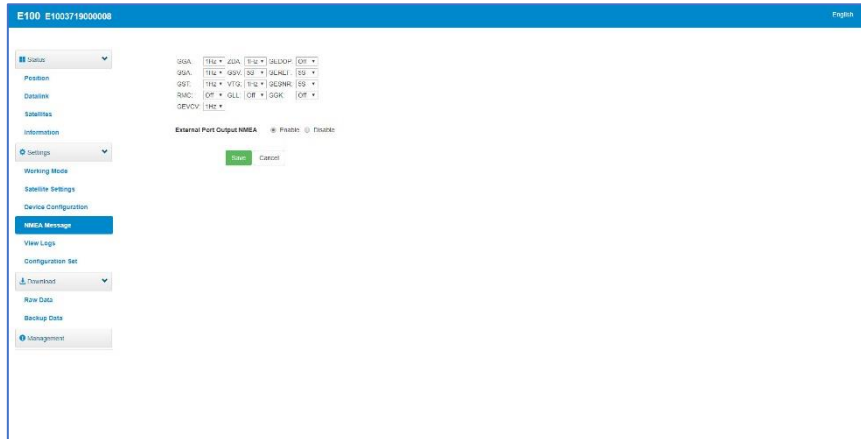 E100 E1003719000008
English
Status
Position
Datalink
Satellites
Information
Settings
Working Mode
Satellite Settings
Device Configuration
NMEA Message
View Logs
Configuration Set
Download
Raw Data
Backup Data
Management
GGA: 1Hz ZDA: 1Hz GEDOP: Off
GSA: 1Hz GSV: 5S GEREF: 5S
GST: 1Hz VTG: 1Hz GESNR: 5S
RMC: Off GLL: Off GGK: Off
GEVCV: 1Hz
External Port Output NMEA Enable Disable
Save Cancel